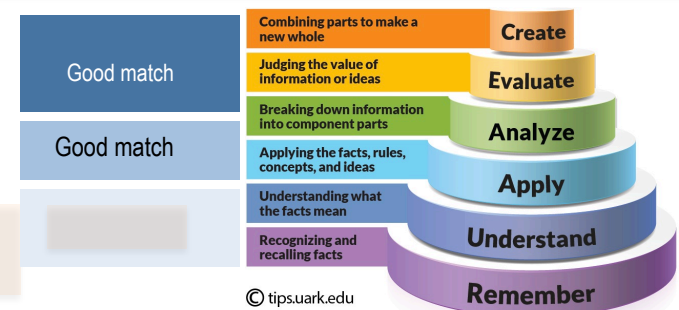 Good match
Good match
Combining parts to make a
new whole
Create
Judging the value of
information or ideas
Evaluate
Breaking down information
into component parts
Analyze
Applying the facts, rules,
concepts, and ideas
Apply
Understanding what
the facts mean
Understand
Recognizing and
recalling facts
Remember
© tips.uark.edu